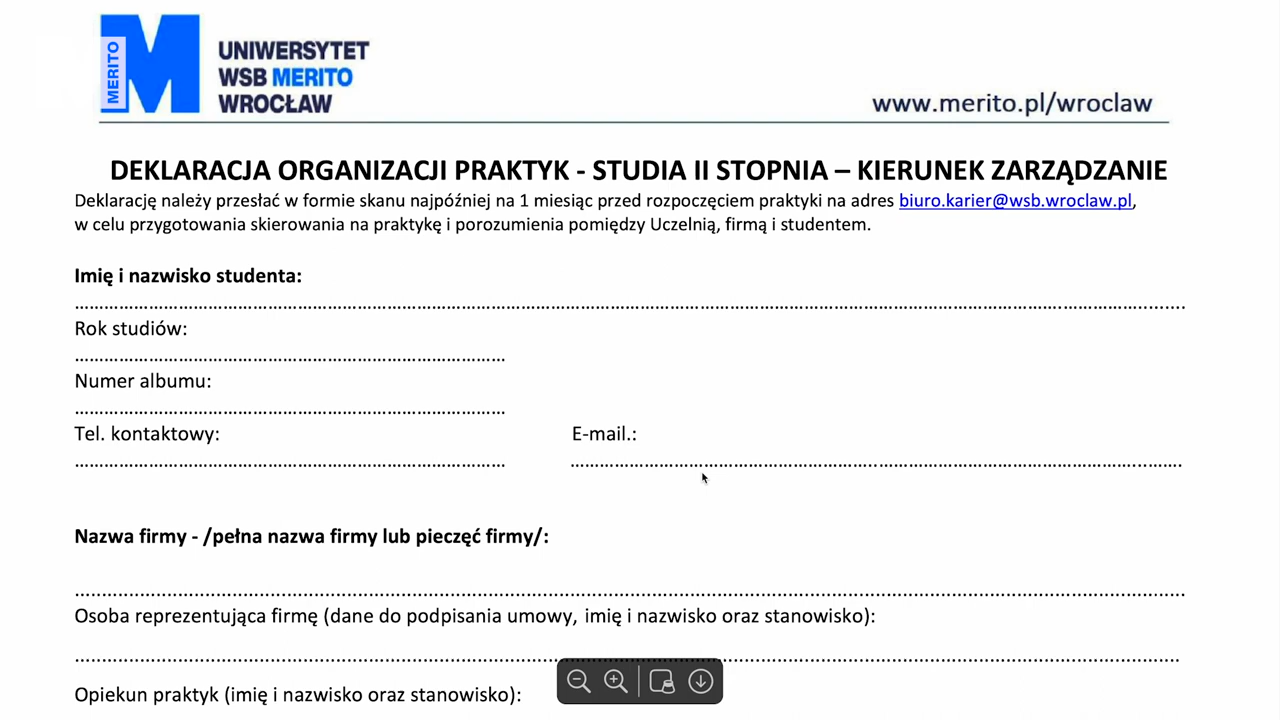 MERITO
UNIWERSYTET
WSB MERITO
WROCŁAW
www.merito.pl/wroclaw
DEKLARACJA ORGANIZACJI PRAKTYK - STUDIA II STOPNIA – KIERUNEK ZARZĄDZANIE
Deklarację należy przesłać w formie skanu najpóźniej na 1 miesiąc przed rozpoczęciem praktyki na adres biuro.karier@wsb.wroclaw.pl,
w celu przygotowania skierowania na praktykę i porozumienia pomiędzy Uczelnią, firmą i studentem.
Imię i nazwisko studenta:
Rok studiów:
Numer albumu:
Tel. kontaktowy: E-mail.:
Nazwa firmy - /pełna nazwa firmy lub pieczęć firmy/:
Osoba reprezentująca firmę (dane do podpisania umowy, imię i nazwisko oraz stanowisko):
Opiekun praktyk (imię i nazwisko oraz stanowisko):